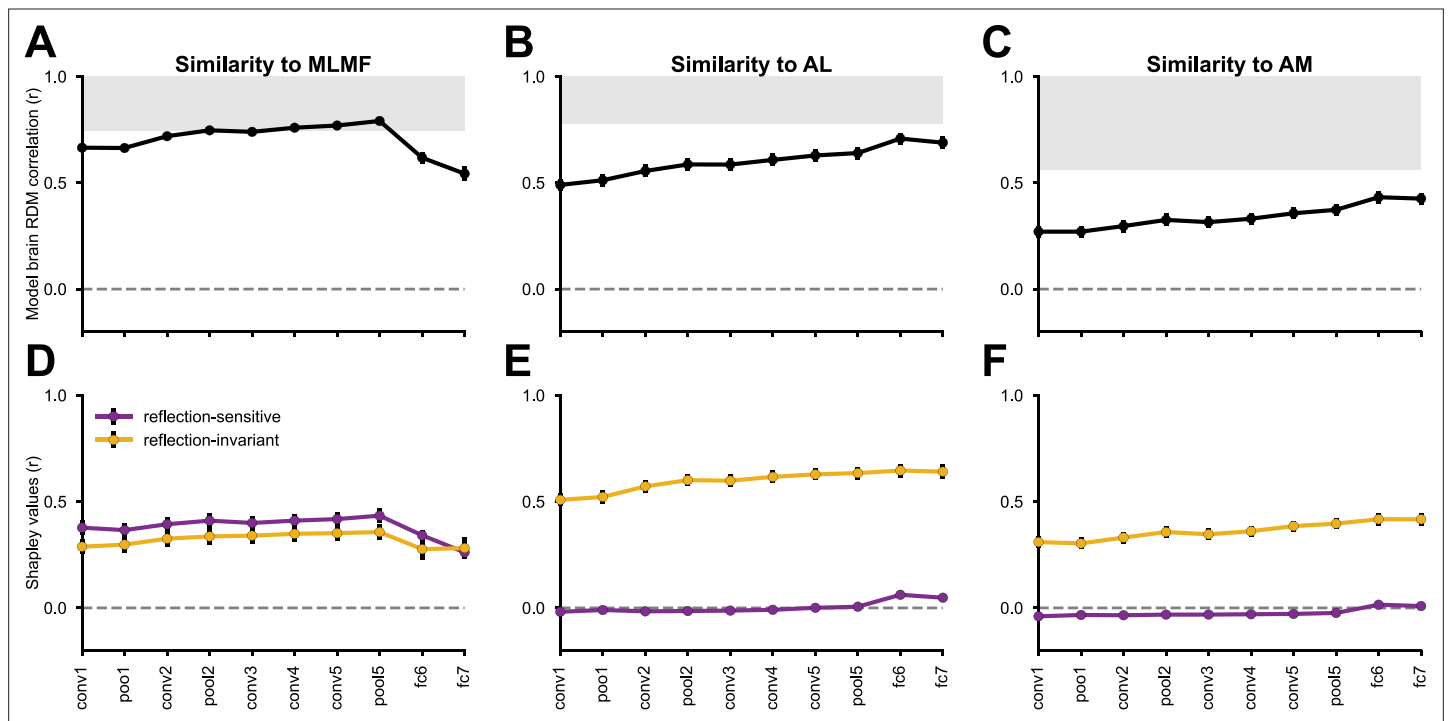 A
Similarity to MLMF
B
Similarity to AL
C
Similarity to AM
Model brain RDM correlation (r)
1.0
0.5
0.0
1.0
0.5
0.0
1.0
0.5
0.0
D
E
F
Shapley values (r)
1.0
0.5
0.0
reflection-sensitive
reflection-invariant
1.0
0.5
0.0
1.0
0.5
0.0
conv1
poo1
conv2
pool2
conv3
conv4
conv5
pool5
fc6
fc7
conv1
poo1
conv2
pool2
conv3
conv4
conv5
pool5
fc6
fc7
conv1
poo1
conv2
pool2
conv3
conv4
conv5
pool5
fc6
fc7